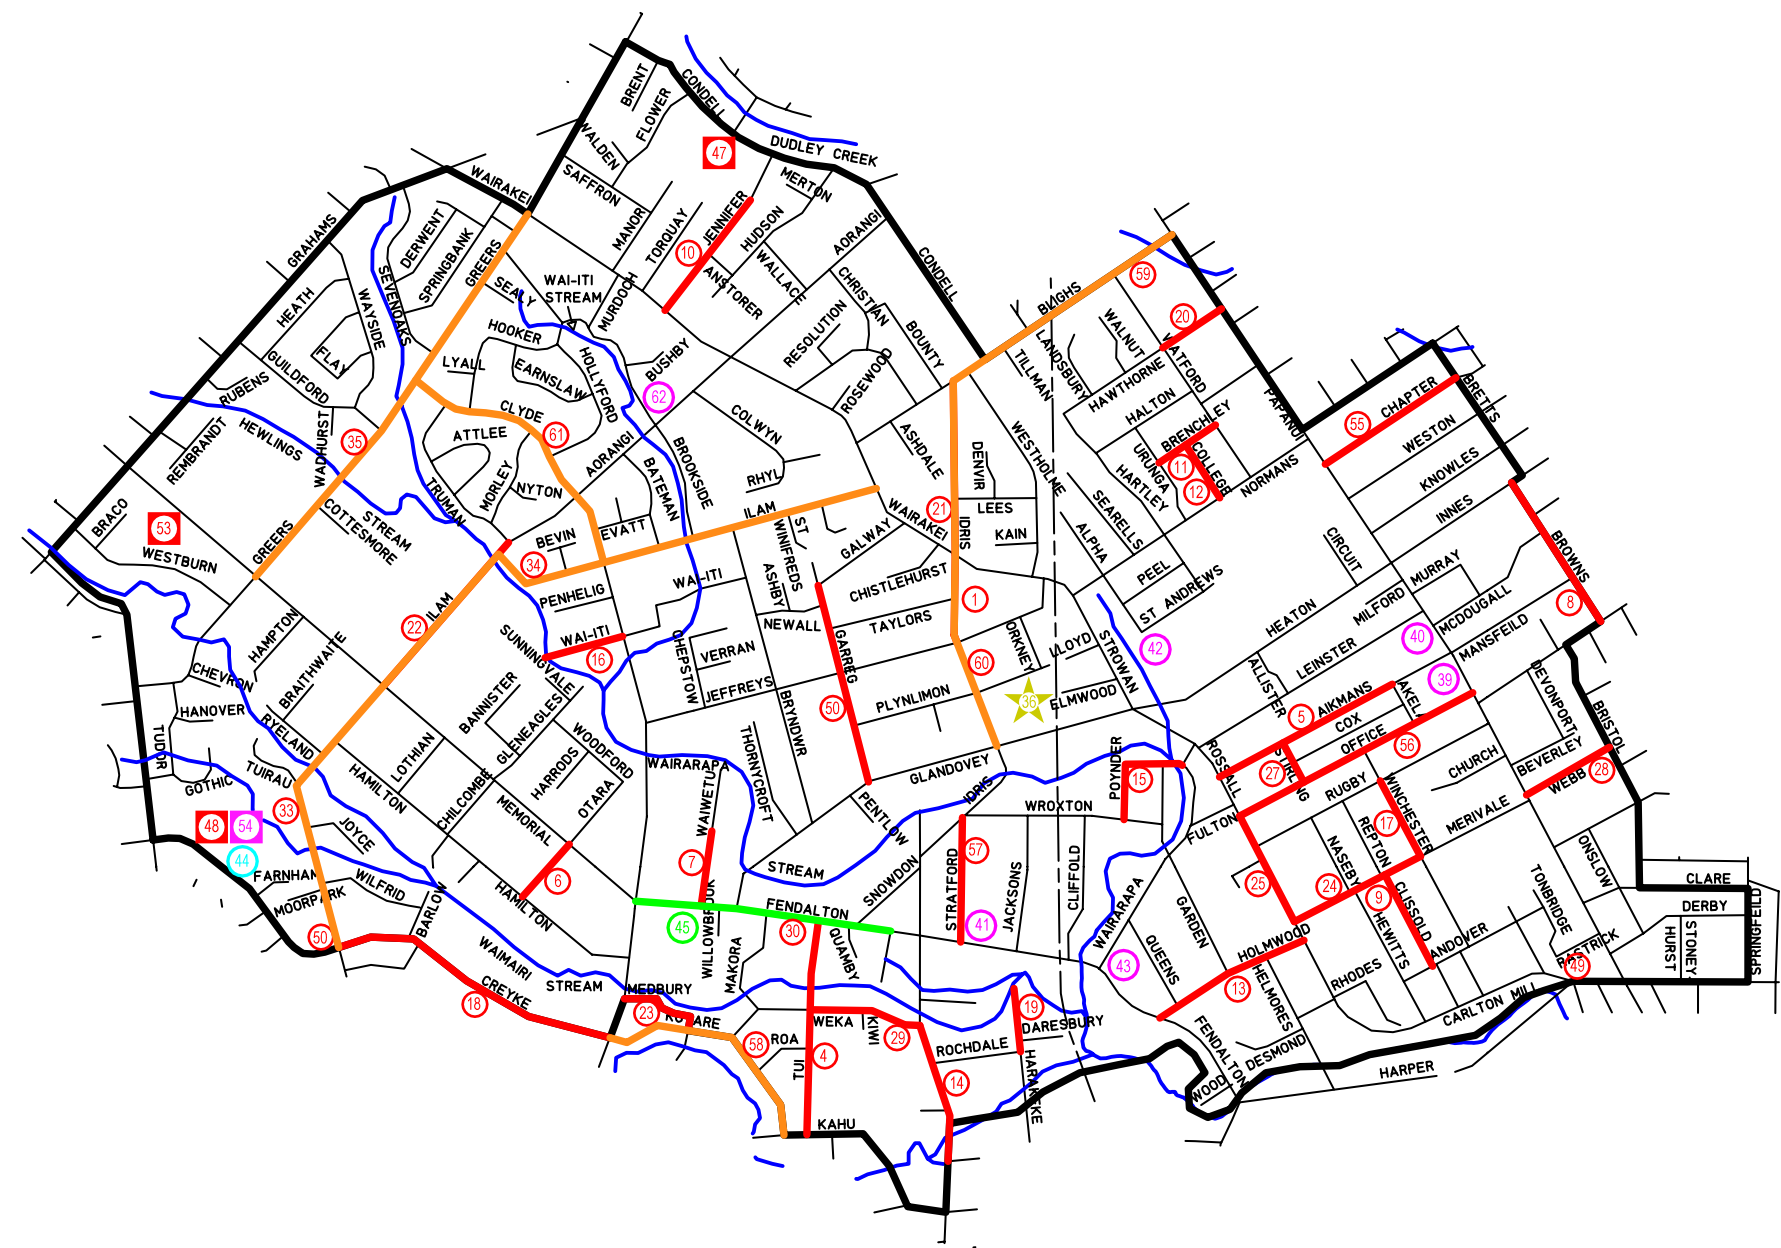 BRENT
CONDELL
FLOWER
WALDEN
47
DUDLEY CREEK
WAIRAKEI
SAFFRON
MERTON
GRAHAMS
DERWENT
SPRINGBANK
GREERS
MANOR
TORQUAY
JENNIFER
10
HUDSON
AORANGI
CONDELL
SEVENOAKS
SEALY
WAI-ITI
STREAM
MURDOCH
ANSTORER
WALLACE
CHRISTIAN
BLIGHS
59
HEATH
WAYSIDE
HOOKER
RESOLUTION
BOUNTY
20
GUILDFORD
FLAY
LYALL
EARNSLAW
HOLLYFORD
BUSHBY
62
ROSEWOOD
TILLMAN
LANDSBURY
WALNUT
WATFORD
HAWTHORNE
RUBENS
HEWLINGS
WADHURST
35
CLYDE
61
ATTLEE
AORANGI
COLWYN
HALTON
PAPANUI
BRETTS
CHAPTER
55
REMBRANDT
MORLEY
NYTON
BATEMAN
BROOKSIDE
RHYL
ASHDALE
DENVIR
WESTHOLME
BRENCHLEY
URUNGA
11
COLLEGE
12
HARTLEY
NORMANS
WESTON
KNOWLES
INNES
BRACO
53
WESTBURN
GREERS
STREAM
COTTESMORE
TRUMAN
34
BEVIN
EVATT
ILAM
ST
WINIFREDS
ASHBY
GALWAY
WAIRAKEI
21
IDRIS
LEES
KAIN
SEARELLS
ALPHA
PEEL
ST ANDREWS
CIRCUIT
BROWNS
8
22
ILAM
PENHELIG
WAI-ITI
CHISTLEHURST
1
TAYLORS
NEWALL
MURRAY
MILFORD
MCDOUGALL
HEATON
MANSFEILD
HAMPTON
BRAITHWAITE
SUNNINGVALE
WAI-ITI
16
CHEPSTOW
VERRAN
JEFFREYS
GARREG
50
ORKNEY
60
LLOYD
STROWAN
42
40
LEINSTER
39
CHEVRON
HANOVER
TUDOR
RYELAND
BANNISTER
GLENEAGLES
BRYNDWR
PLYNLIMON
36
ELMWOOD
ALLISTER
5
AIKMANS
AKELA
COX
OFFICE
56
DEVONPORT
BRISTOL
GOTHIC
TUIRAU
LOTHIAN
HAMILTON
WOODFORD
HARRODS
WAIRARAPA
THORNYCROFT
GLANDOVEY
IDRIS
POYNDER
15
ROSSALL
27
STIRLING
RUGBY
CHURCH
BEVERLEY
WEBB
28
33
48
54
44
JOYCE
CHILCOMBE
MEMORIAL
OTARA
WAIWETU
PENTLOW
WROXTON
FULTON
NASEBY
REPTON
17
WINCHESTER
MERIVALE
FARNHAM
MOORPARK
WILFRID
BARLOW
HAMILTON
6
7
STREAM
SNOWDON
STRATFORD
57
JACKSONS
CLIFFOLD
WAIRARAPA
GARDEN
25
24
9
CLISSOLD
HEWITTS
ANDOVER
TONBRIDGE
ONSLOW
CLARE
DERBY
50
WAIMAIRI
STREAM
45
WILLOWBROOK
FENDALTON
30
QUAMBY
MAKORA
41
43
QUEENS
HOLMWOOD
HELMORES
RHODES
RASTRICK
49
HURST
STONEY
SPRINGFEILD
18
CREYKE
MEDBURY
23
KOTARE
58
ROA
TUI
4
WEKA
KIWI
29
ROCHDALE
14
19
DARESBURY
HARAKEKE
13
FENDALTON
DESMOND
WOOD
CARLTON MILL
HARPER
KAHU